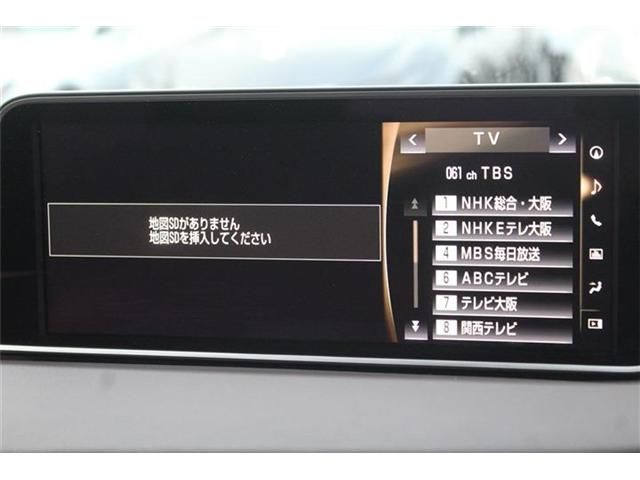 地図SDがありません
地図SDを挿入してください
TV
061 ch TBS
1 NHK総合・大阪
2 NHKEテレ大阪
4 MBS毎日放送
6 ABCテレビ
7 テレビ大阪
8 関西テレビ